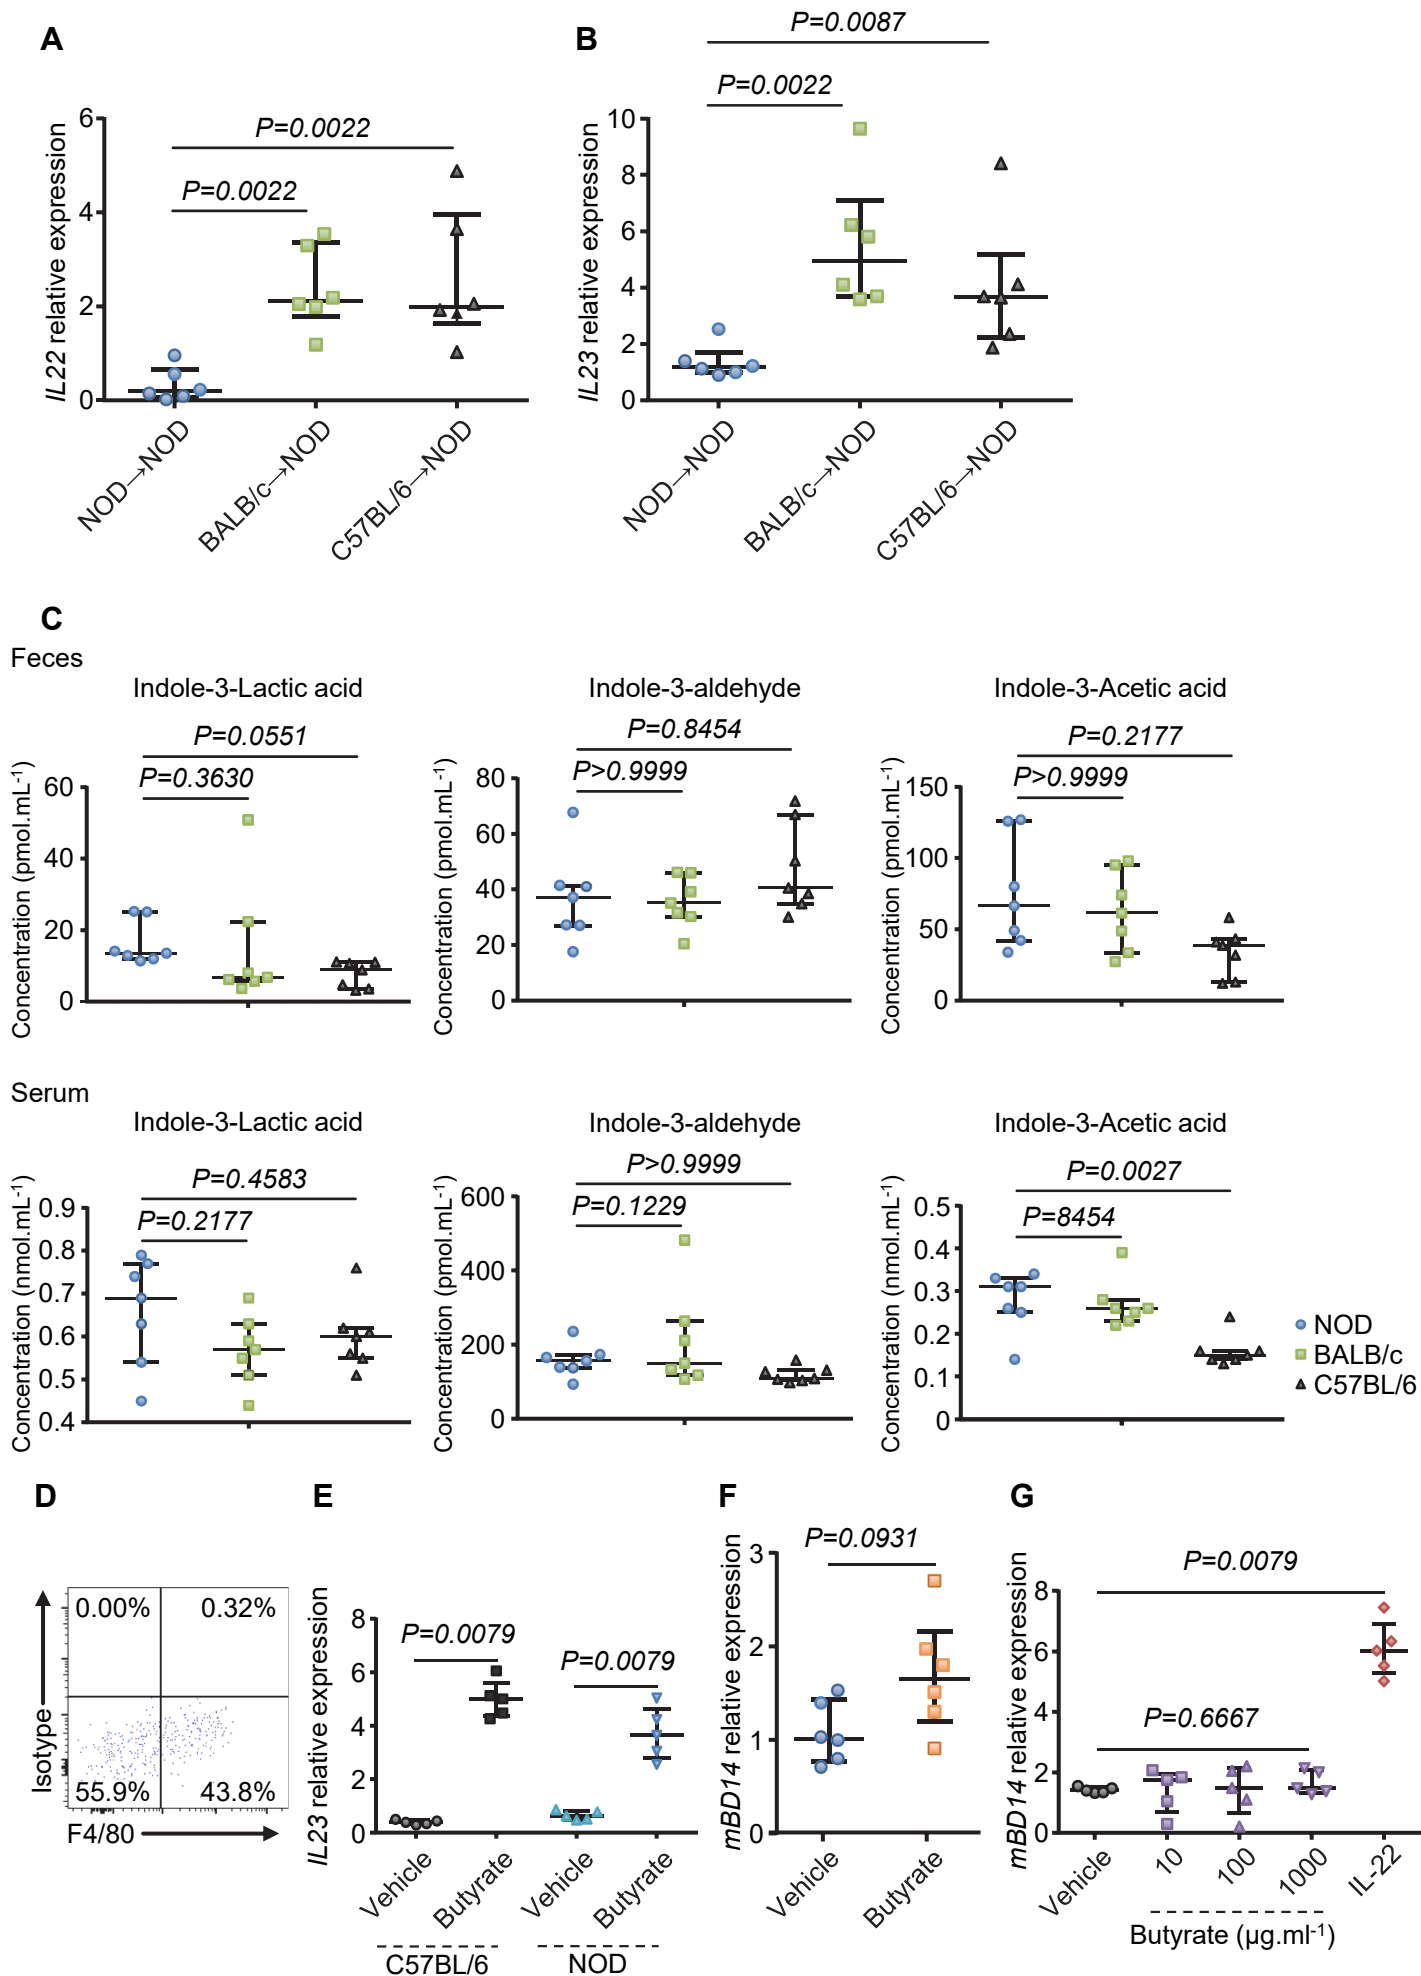 A
IL22 relative expression
6
4
2
0
P=0.0022
P=0.0022
NOD→NOD
BALB/c→NOD
C57BL/6→NOD
B
IL23 relative expression
10
8
6
4
2
0
P=0.0087
P=0.0022
NOD→NOD
BALB/c→NOD
C57BL/6→NOD
C
Feces
Indole-3-Lactic acid
P=0.0551
P=0.3630
Concentration (pmol.mL-1)
60
40
20
0
Indole-3-aldehyde
P=0.8454
P>0.9999
Concentration (pmol.mL-1)
80
60
40
20
0
Indole-3-Acetic acid
P=0.2177
P>0.9999
Concentration (pmol.mL-1)
150
100
50
0
Serum
Indole-3-Lactic acid
P=0.4583
P=0.2177
Concentration (nmol.mL-1)
0.9
0.8
0.7
0.6
0.5
0.4
Indole-3-aldehyde
P>0.9999
P=0.1229
Concentration (pmol.mL-1)
600
400
200
0
Indole-3-Acetic acid
P=0.0027
P=8454
Concentration (nmol.mL-1)
0.5
0.4
0.3
0.2
0.1
0
NOD
BALB/c
C57BL/6
D
0.00%
0.32%
55.9%
43.8%
Isotype
F4/80
E
IL23 relative expression
8
6
4
2
0
P=0.0079
P=0.0079
Vehicle
Butyrate
Vehicle
Butyrate
C57BL/6
NOD
F
mBD14 relative expression
3
2
1
0
P=0.0931
Vehicle
Butyrate
G
mBD14 relative expression
8
6
4
2
0
P=0.0079
P=0.6667
Vehicle
10
100
1000
IL-22
Butyrate (µg.ml-1)